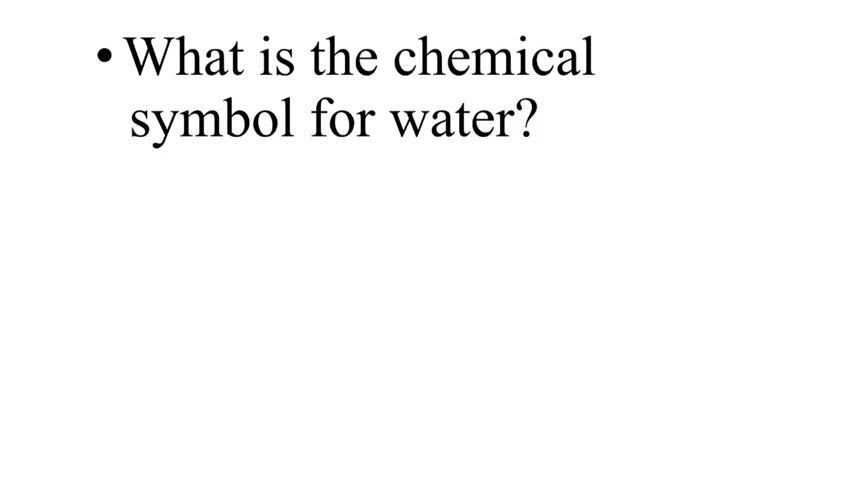 • What is the chemical
symbol for water?